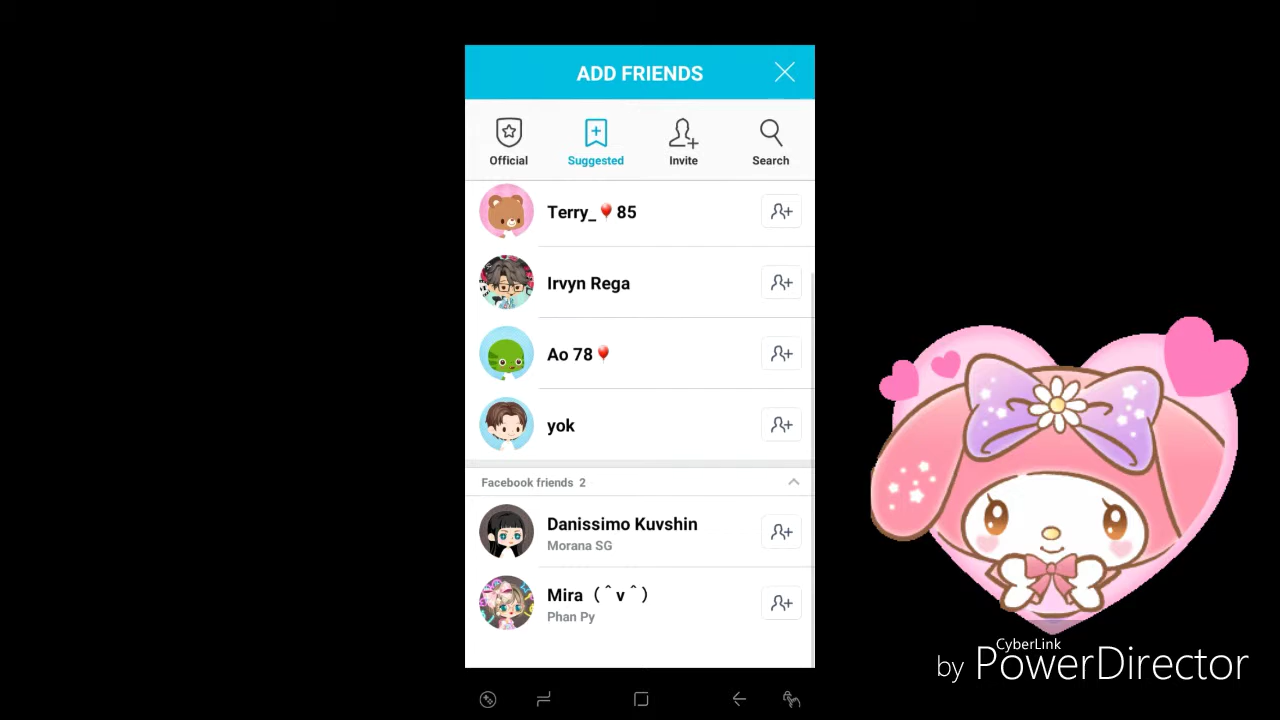 ADD FRIENDS
Official
Suggested
Invite
Search
Terry_🎈85
Irvyn Rega
Ao 78🎈
yok
Facebook friends 2
Danissimo Kuvshin
Morana SG
Mira (＾v＾)
Phan Py
CyberLink
by PowerDirector